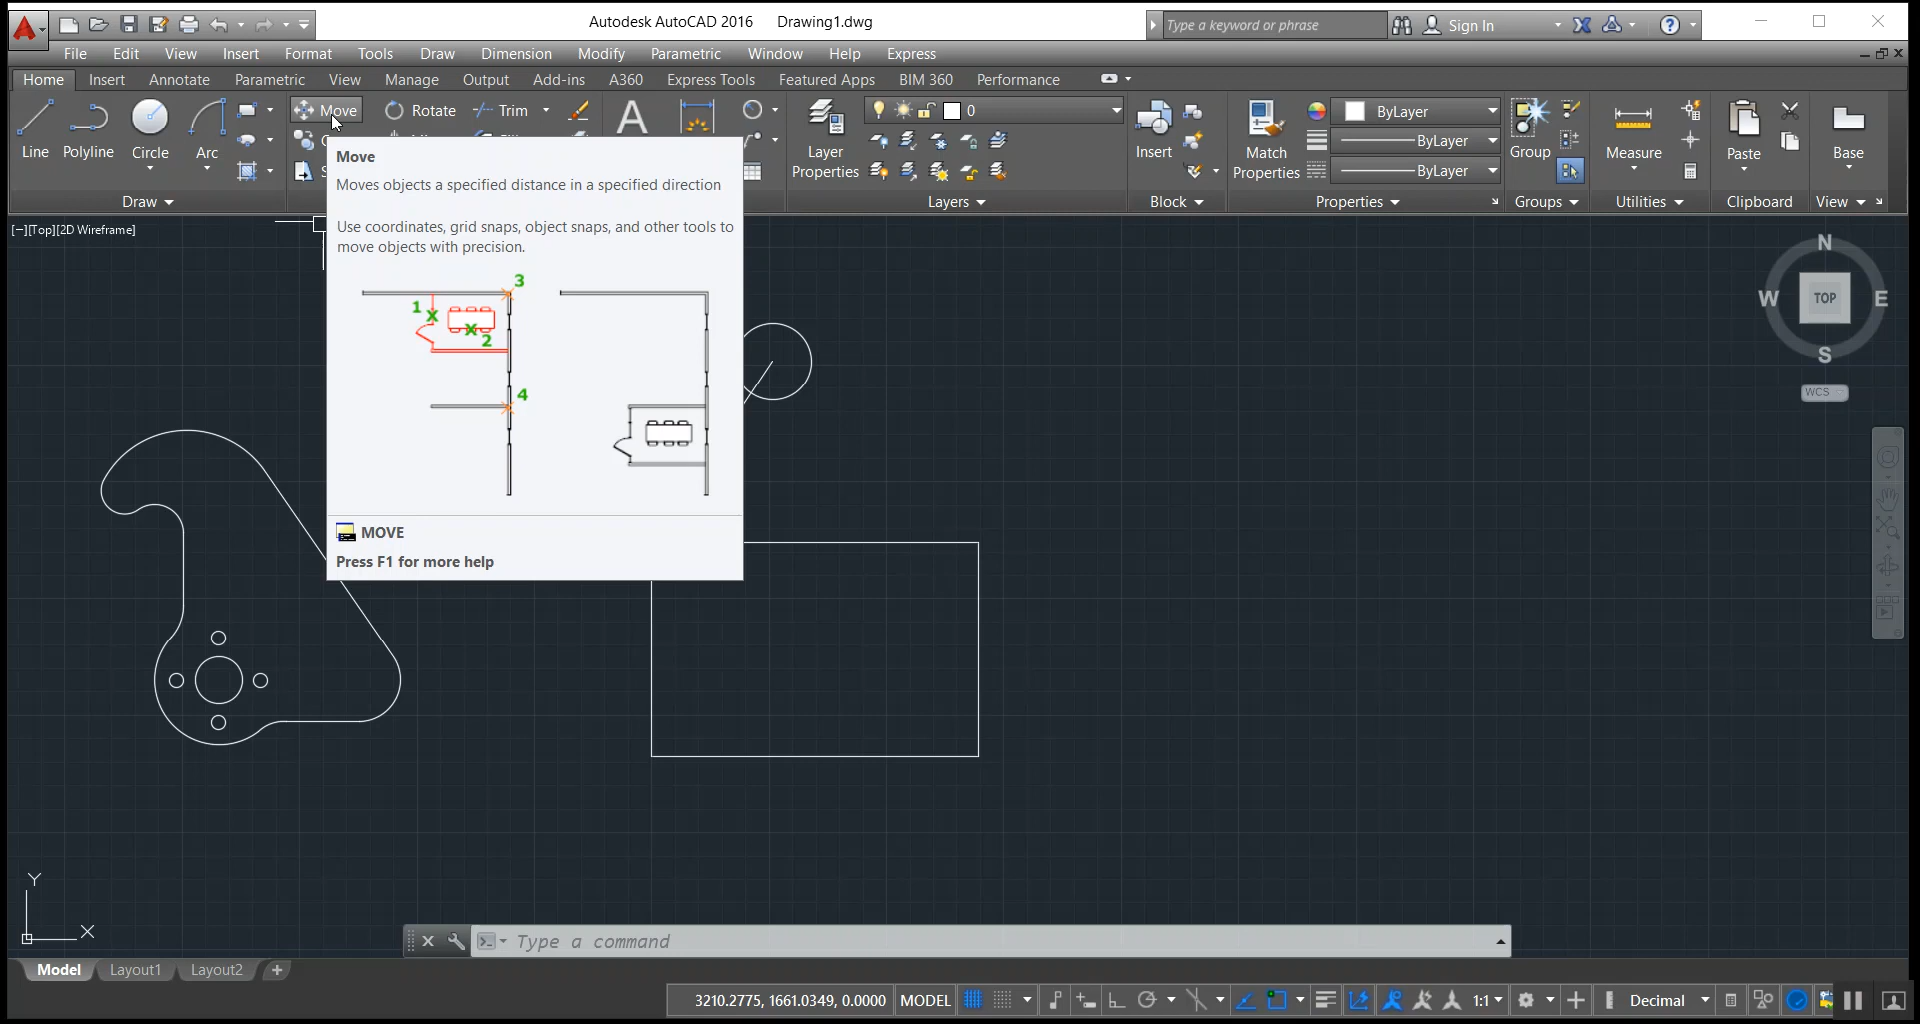 Autodesk AutoCAD 2016 Drawing1.dwg
Type a keyword or phrase
Sign In
File Edit View Insert Format Tools Draw Dimension Modify Parametric Window Help Express
Home Insert Annotate Parametric View Manage Output Add-ins A360 Express Tools Featured Apps BIM 360 Performance
Move Rotate Trim
0
ByLayer
ByLayer
ByLayer
Line Polyline Circle Arc
Layer
Properties
Insert
Match
Properties
Group
Measure
Paste
Base
Draw
Layers
Block
Properties
Groups
Utilities
Clipboard
View
[−][Top][2D Wireframe]
Move
Moves objects a specified distance in a specified direction
Use coordinates, grid snaps, object snaps, and other tools to
move objects with precision.
3
1
2
4
MOVE
Press F1 for more help
N
W TOP E
S
WCS
Y
X
Type a command
Model Layout1 Layout2
3210.2775, 1661.0349, 0.0000 MODEL 1:1 Decimal